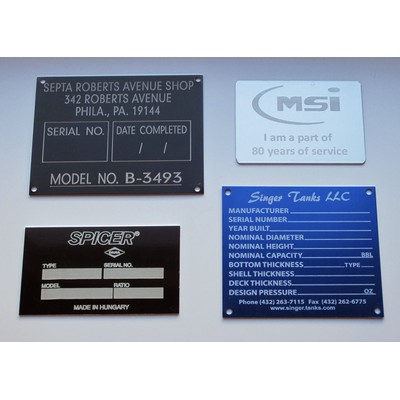 SEPTA ROBERTS AVENUE SHOP
342 ROBERTS AVENUE
PHILA., PA. 19144
SERIAL NO.
DATE COMPLETED
/ /
MODEL NO. B-3493
MSi
I am a part of
80 years of service
SPICER®
TYPE SERIAL NO.
MODEL RATIO
MADE IN HUNGARY
Singer Tanks LLC
MANUFACTURER
SERIAL NUMBER
YEAR BUILT
NOMINAL DIAMETER
NOMINAL HEIGHT
NOMINAL CAPACITY BBL
BOTTOM THICKNESS TYPE
SHELL THICKNESS
DECK THICKNESS
DESIGN PRESSURE OZ
Phone (432) 263-7115 Fax (432) 262-6775
www.singer.tanks.com